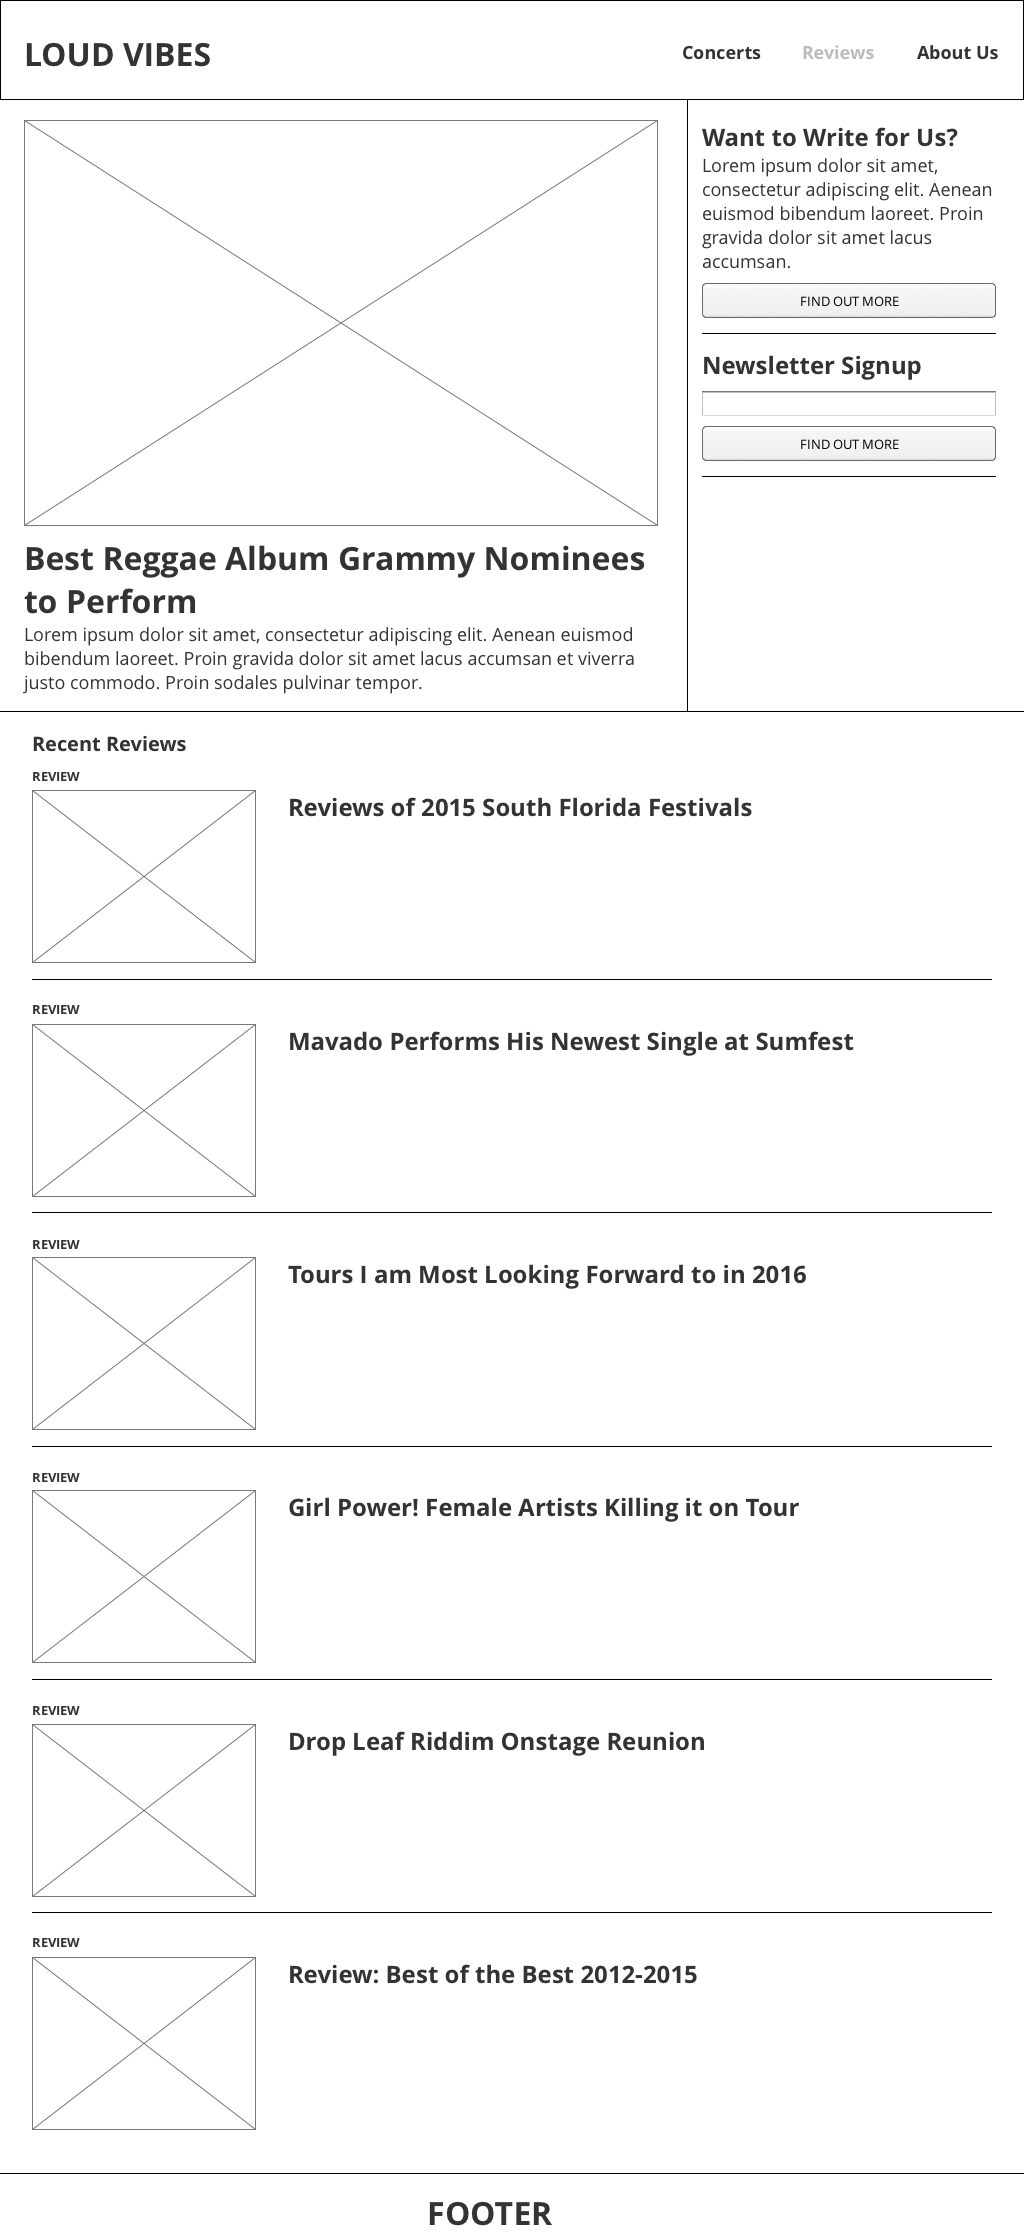 LOUD VIBES
Concerts Reviews About Us
Best Reggae Album Grammy Nominees
to Perform
Lorem ipsum dolor sit amet, consectetur adipiscing elit. Aenean euismod
bibendum laoreet. Proin gravida dolor sit amet lacus accumsan et viverra
justo commodo. Proin sodales pulvinar tempor.
Want to Write for Us?
Lorem ipsum dolor sit amet,
consectetur adipiscing elit. Aenean
euismod bibendum laoreet. Proin
gravida dolor sit amet lacus
accumsan.
FIND OUT MORE
Newsletter Signup
FIND OUT MORE
Recent Reviews
REVIEW
Reviews of 2015 South Florida Festivals
REVIEW
Mavado Performs His Newest Single at Sumfest
REVIEW
Tours I am Most Looking Forward to in 2016
REVIEW
Girl Power! Female Artists Killing it on Tour
REVIEW
Drop Leaf Riddim Onstage Reunion
REVIEW
Review: Best of the Best 2012-2015
FOOTER